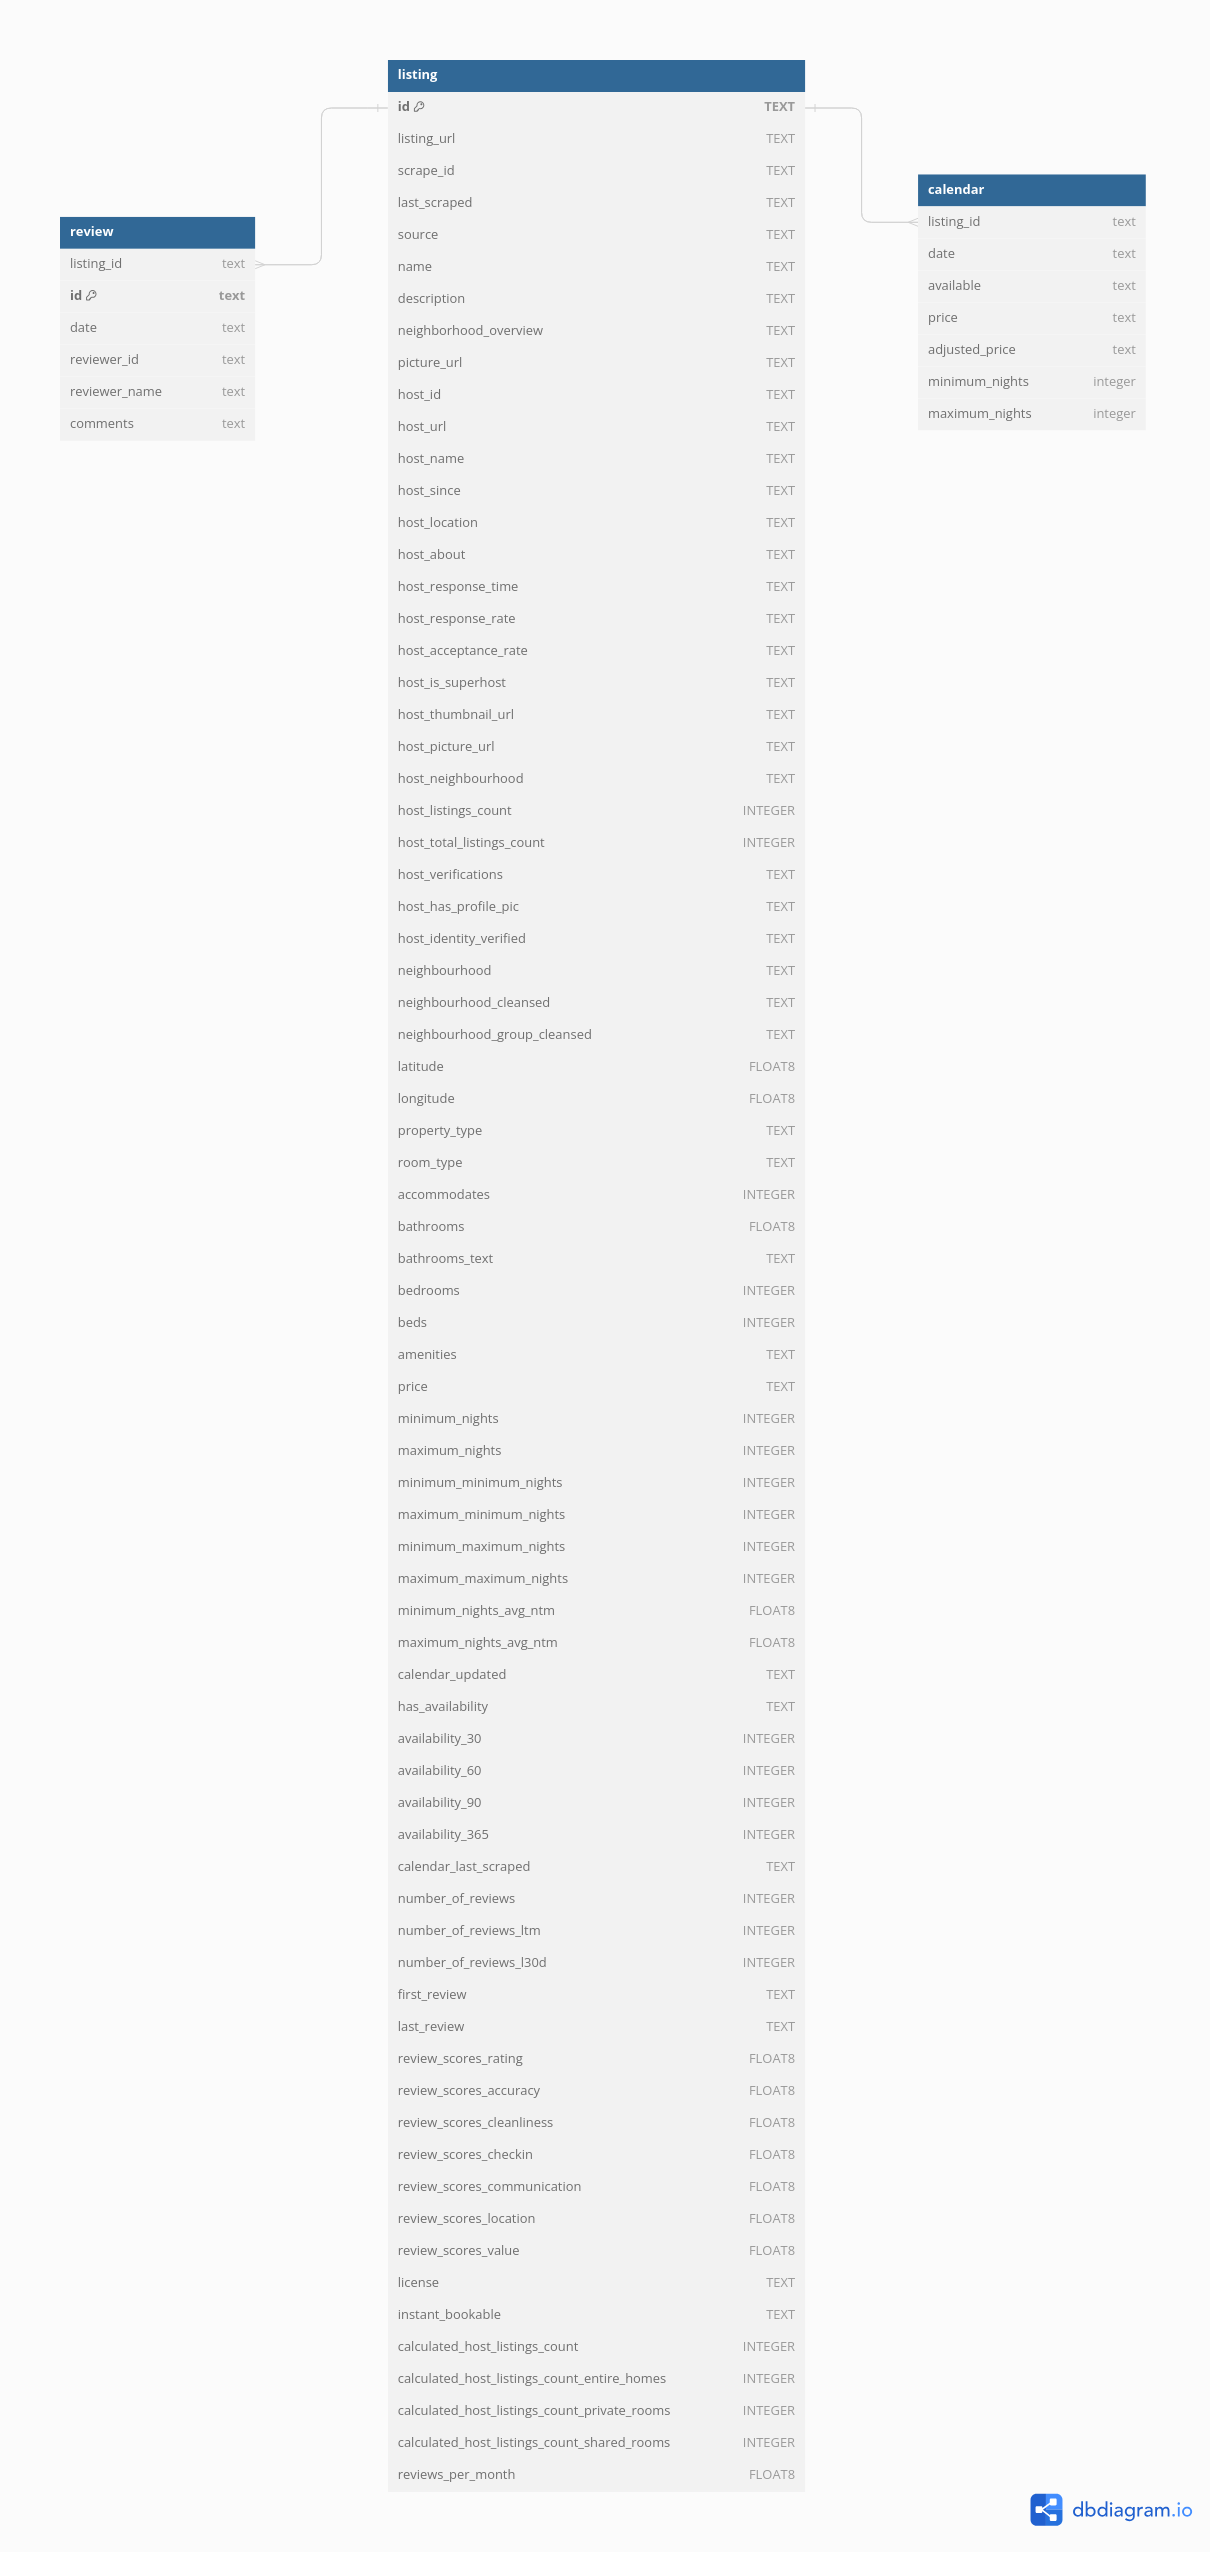 listing
id TEXT
listing_url TEXT
scrape_id TEXT
last_scraped TEXT
source TEXT
name TEXT
description TEXT
neighborhood_overview TEXT
picture_url TEXT
host_id TEXT
host_url TEXT
host_name TEXT
host_since TEXT
host_location TEXT
host_about TEXT
host_response_time TEXT
host_response_rate TEXT
host_acceptance_rate TEXT
host_is_superhost TEXT
host_thumbnail_url TEXT
host_picture_url TEXT
host_neighbourhood TEXT
host_listings_count INTEGER
host_total_listings_count INTEGER
host_verifications TEXT
host_has_profile_pic TEXT
host_identity_verified TEXT
neighbourhood TEXT
neighbourhood_cleansed TEXT
neighbourhood_group_cleansed TEXT
latitude FLOAT8
longitude FLOAT8
property_type TEXT
room_type TEXT
accommodates INTEGER
bathrooms FLOAT8
bathrooms_text TEXT
bedrooms INTEGER
beds INTEGER
amenities TEXT
price TEXT
minimum_nights INTEGER
maximum_nights INTEGER
minimum_minimum_nights INTEGER
maximum_minimum_nights INTEGER
minimum_maximum_nights INTEGER
maximum_maximum_nights INTEGER
minimum_nights_avg_ntm FLOAT8
maximum_nights_avg_ntm FLOAT8
calendar_updated TEXT
has_availability TEXT
availability_30 INTEGER
availability_60 INTEGER
availability_90 INTEGER
availability_365 INTEGER
calendar_last_scraped TEXT
number_of_reviews INTEGER
number_of_reviews_ltm INTEGER
number_of_reviews_l30d INTEGER
first_review TEXT
last_review TEXT
review_scores_rating FLOAT8
review_scores_accuracy FLOAT8
review_scores_cleanliness FLOAT8
review_scores_checkin FLOAT8
review_scores_communication FLOAT8
review_scores_location FLOAT8
review_scores_value FLOAT8
license TEXT
instant_bookable TEXT
calculated_host_listings_count INTEGER
calculated_host_listings_count_entire_homes INTEGER
calculated_host_listings_count_private_rooms INTEGER
calculated_host_listings_count_shared_rooms INTEGER
reviews_per_month FLOAT8
review
listing_id text
id text
date text
reviewer_id text
reviewer_name text
comments text
calendar
listing_id text
date text
available text
price text
adjusted_price text
minimum_nights integer
maximum_nights integer
dbdiagram.io